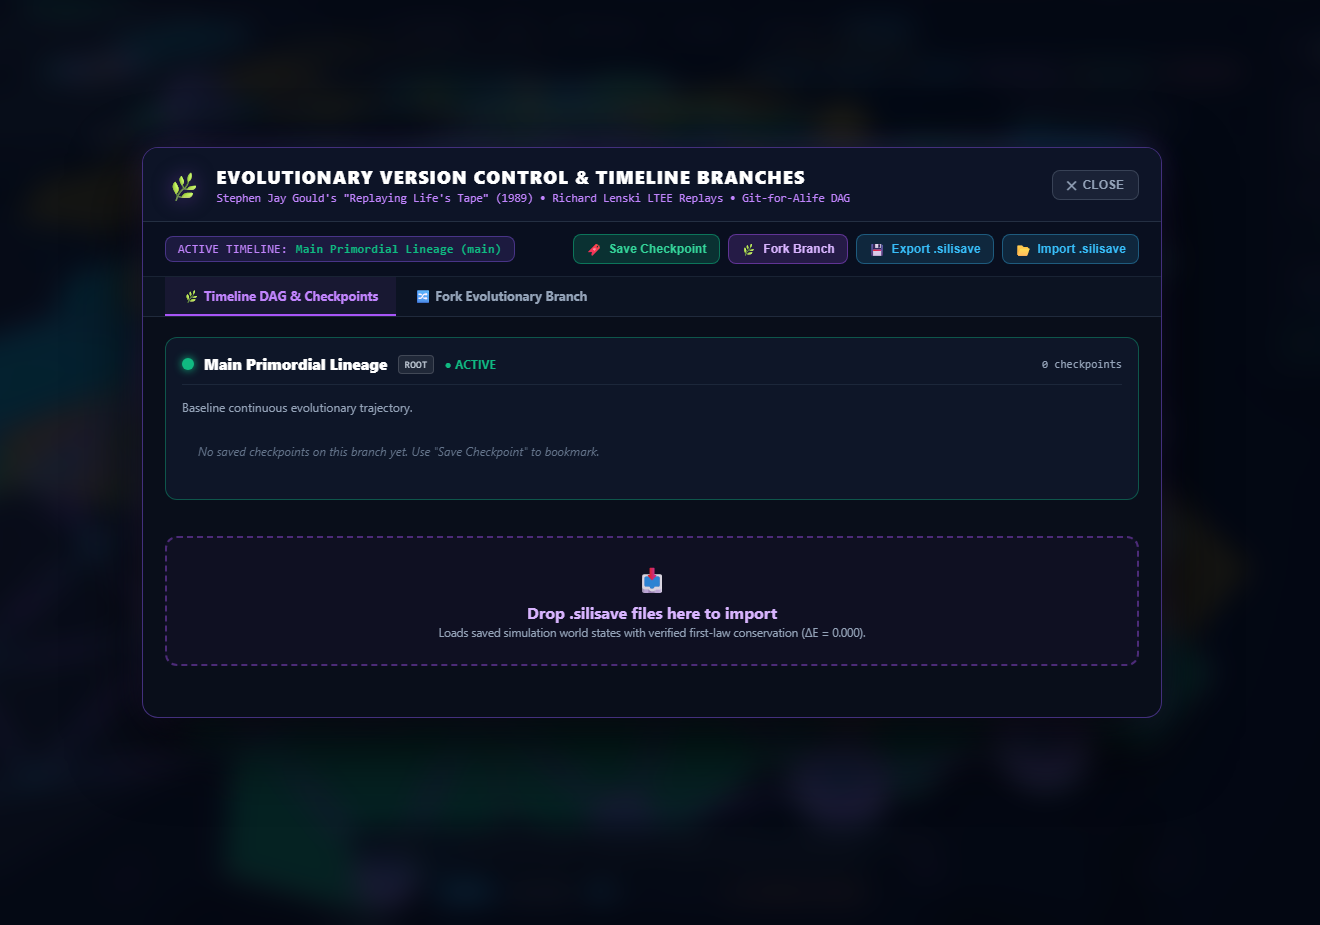 EVOLUTIONARY VERSION CONTROL & TIMELINE BRANCHES
Stephen Jay Gould's "Replaying Life's Tape" (1989) • Richard Lenski LTEE Replays • Git-for-Alife DAG
✕ CLOSE
ACTIVE TIMELINE: Main Primordial Lineage (main)
Save Checkpoint
Fork Branch
Export .silisave
Import .silisave
Timeline DAG & Checkpoints
Fork Evolutionary Branch
Main Primordial Lineage
ROOT
● ACTIVE
0 checkpoints
Baseline continuous evolutionary trajectory.
No saved checkpoints on this branch yet. Use "Save Checkpoint" to bookmark.
Drop .silisave files here to import
Loads saved simulation world states with verified first-law conservation (ΔE = 0.000).